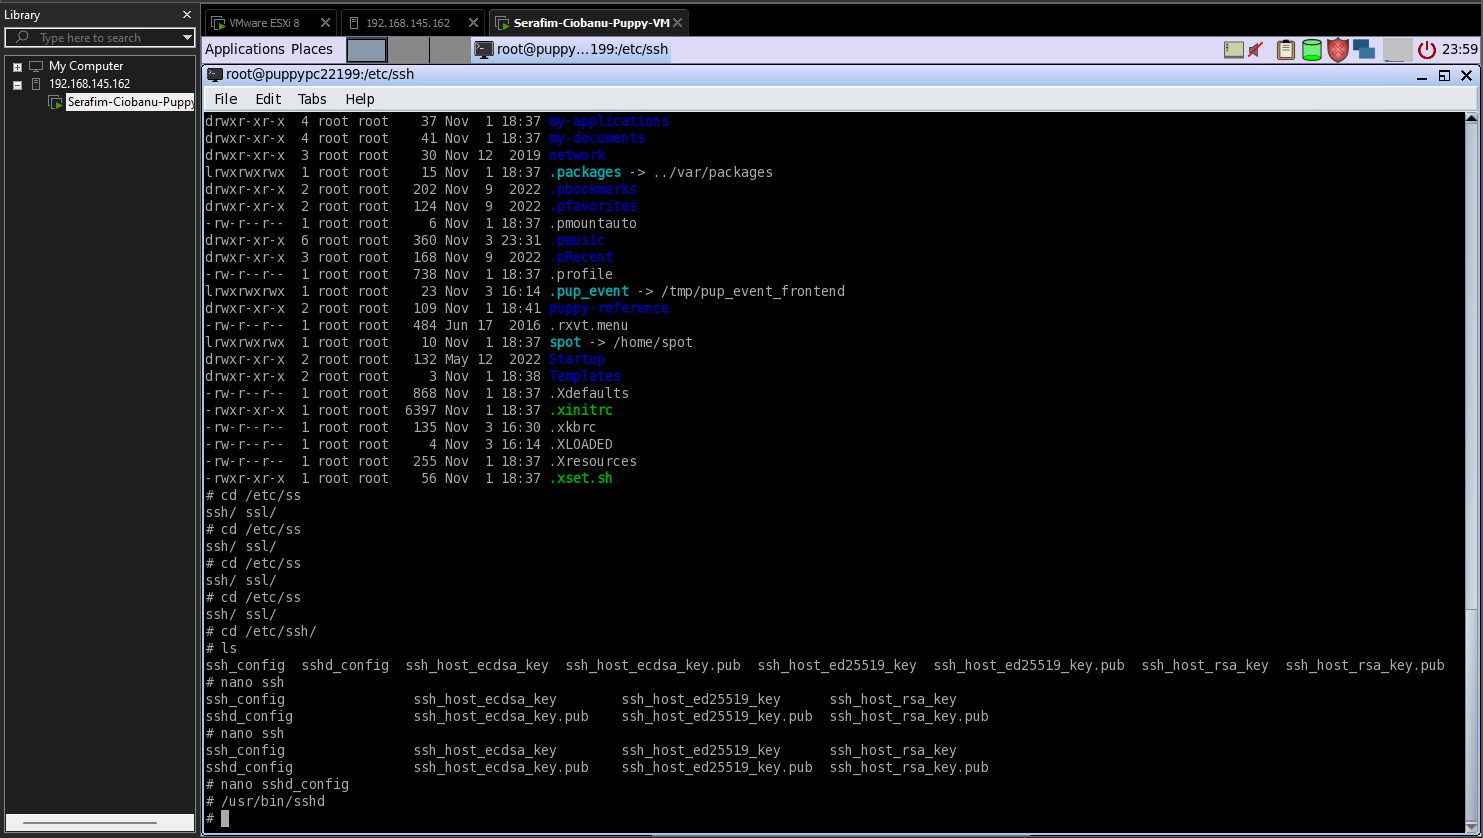 Library
Type here to search
My Computer
192.168.145.162
Serafim-Ciobanu-Puppy
VMware ESXi 8
192.168.145.162
Serafim-Ciobanu-Puppy-VM
Applications Places
root@puppy...199:/etc/ssh
23:59
root@puppypc22199:/etc/ssh
File Edit Tabs Help
drwxr-xr-x 4 root root 37 Nov 1 18:37 my-applications
drwxr-xr-x 4 root root 41 Nov 1 18:37 my-documents
drwxr-xr-x 3 root root 30 Nov 12 2019 network
lrwxrwxrwx 1 root root 15 Nov 1 18:37 .packages -> ../var/packages
drwxr-xr-x 2 root root 202 Nov 9 2022 .pbookmarks
drwxr-xr-x 2 root root 124 Nov 9 2022 .pfavorites
-rw-r--r-- 1 root root 6 Nov 1 18:37 .pmountauto
drwxr-xr-x 6 root root 360 Nov 3 23:31 .pmusic
drwxr-xr-x 3 root root 168 Nov 9 2022 .pRecent
-rw-r--r-- 1 root root 738 Nov 1 18:37 .profile
lrwxrwxrwx 1 root root 23 Nov 3 16:14 .pup_event -> /tmp/pup_event_frontend
drwxr-xr-x 2 root root 109 Nov 1 18:41 puppy-reference
-rw-r--r-- 1 root root 484 Jun 17 2016 .rxvt.menu
lrwxrwxrwx 1 root root 10 Nov 1 18:37 spot -> /home/spot
drwxr-xr-x 2 root root 132 May 12 2022 Startup
drwxr-xr-x 2 root root 3 Nov 1 18:38 Templates
-rw-r--r-- 1 root root 868 Nov 1 18:37 .Xdefaults
-rwxr-xr-x 1 root root 6397 Nov 1 18:37 .xinitrc
-rw-r--r-- 1 root root 135 Nov 3 16:30 .xkbrc
-rw-r--r-- 1 root root 4 Nov 3 16:14 .XLOADED
-rw-r--r-- 1 root root 255 Nov 1 18:37 .Xresources
-rwxr-xr-x 1 root root 56 Nov 1 18:37 .xset.sh
# cd /etc/ss
ssh/ ssl/
# cd /etc/ss
ssh/ ssl/
# cd /etc/ss
ssh/ ssl/
# cd /etc/ss
ssh/ ssl/
# cd /etc/ssh/
# ls
ssh_config sshd_config ssh_host_ecdsa_key ssh_host_ecdsa_key.pub ssh_host_ed25519_key ssh_host_ed25519_key.pub ssh_host_rsa_key ssh_host_rsa_key.pub
# nano ssh
ssh_config ssh_host_ecdsa_key ssh_host_ed25519_key ssh_host_rsa_key
sshd_config ssh_host_ecdsa_key.pub ssh_host_ed25519_key.pub ssh_host_rsa_key.pub
# nano ssh
ssh_config ssh_host_ecdsa_key ssh_host_ed25519_key ssh_host_rsa_key
sshd_config ssh_host_ecdsa_key.pub ssh_host_ed25519_key.pub ssh_host_rsa_key.pub
# nano sshd_config
# /usr/bin/sshd
#